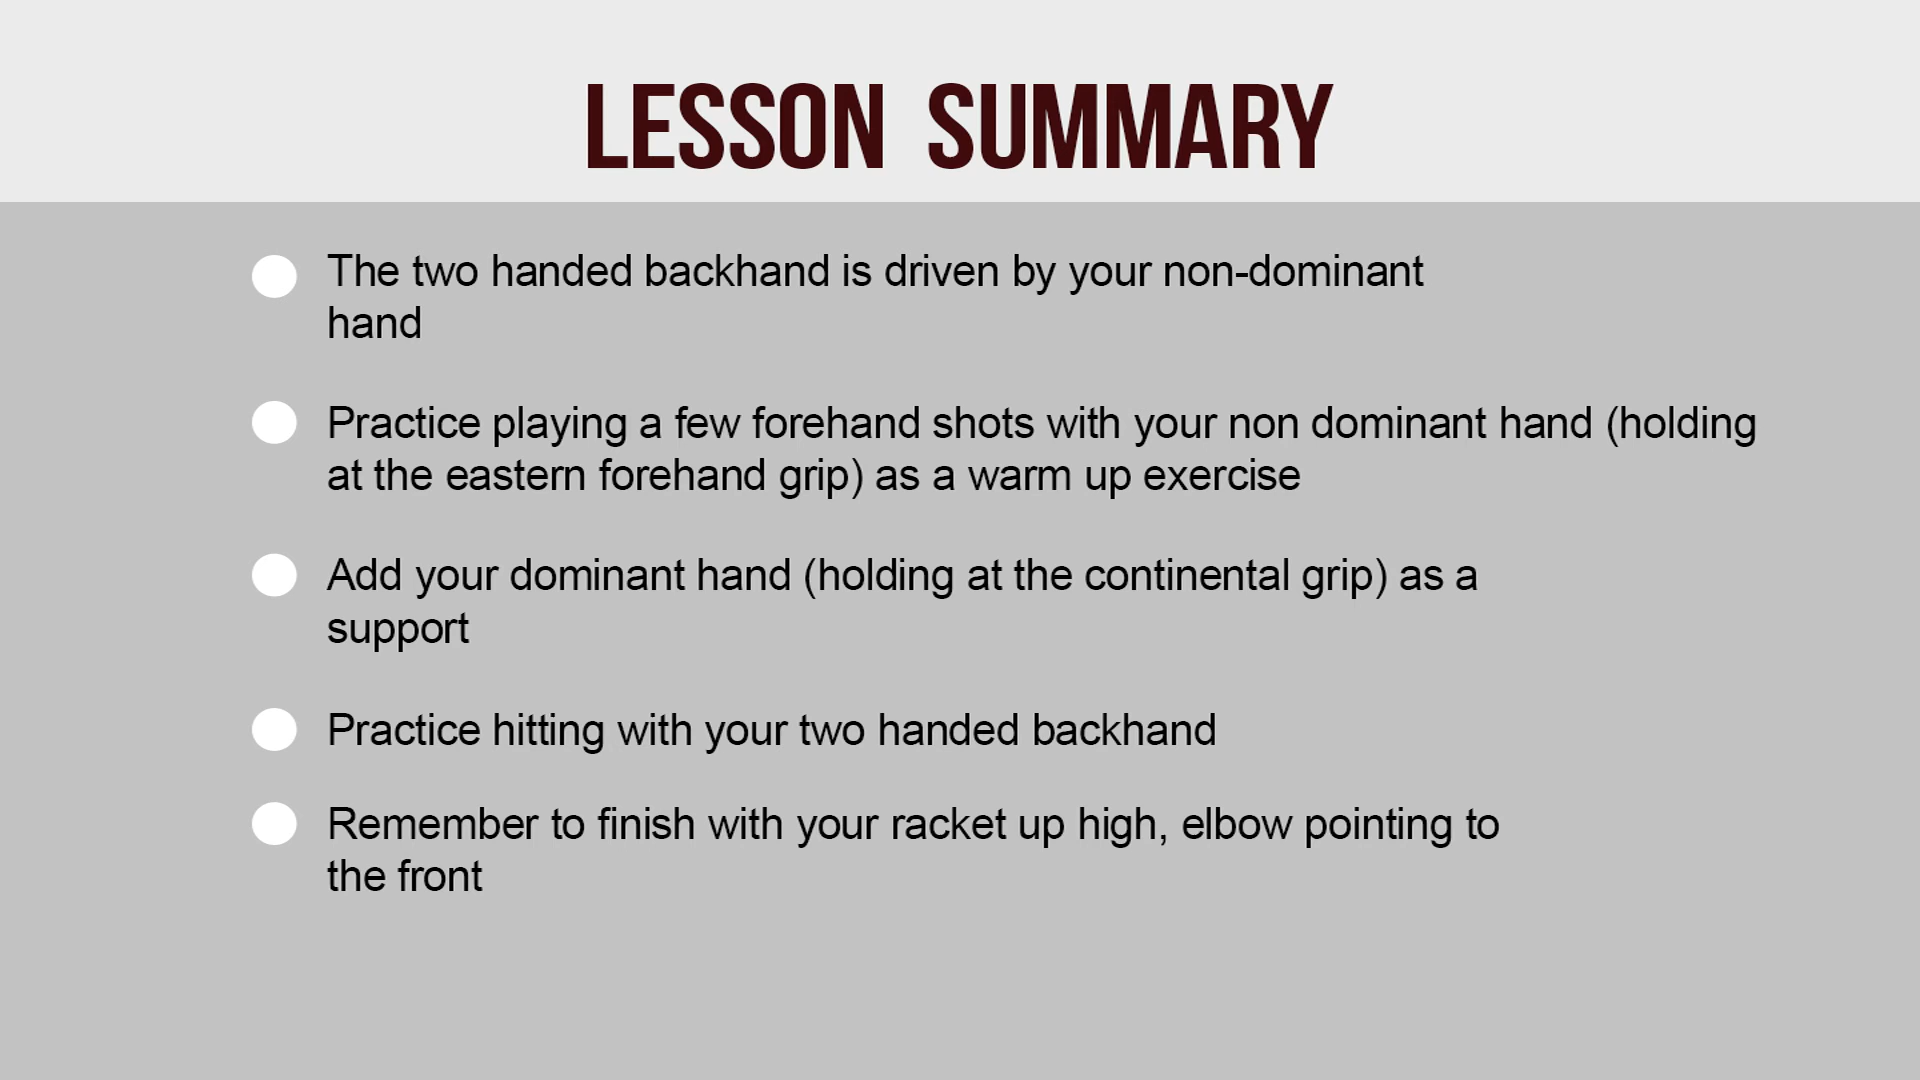 LESSON SUMMARY
The two handed backhand is driven by your non-dominant
hand
Practice playing a few forehand shots with your non dominant hand (holding
at the eastern forehand grip) as a warm up exercise
Add your dominant hand (holding at the continental grip) as a
support
Practice hitting with your two handed backhand
Remember to finish with your racket up high, elbow pointing to
the front